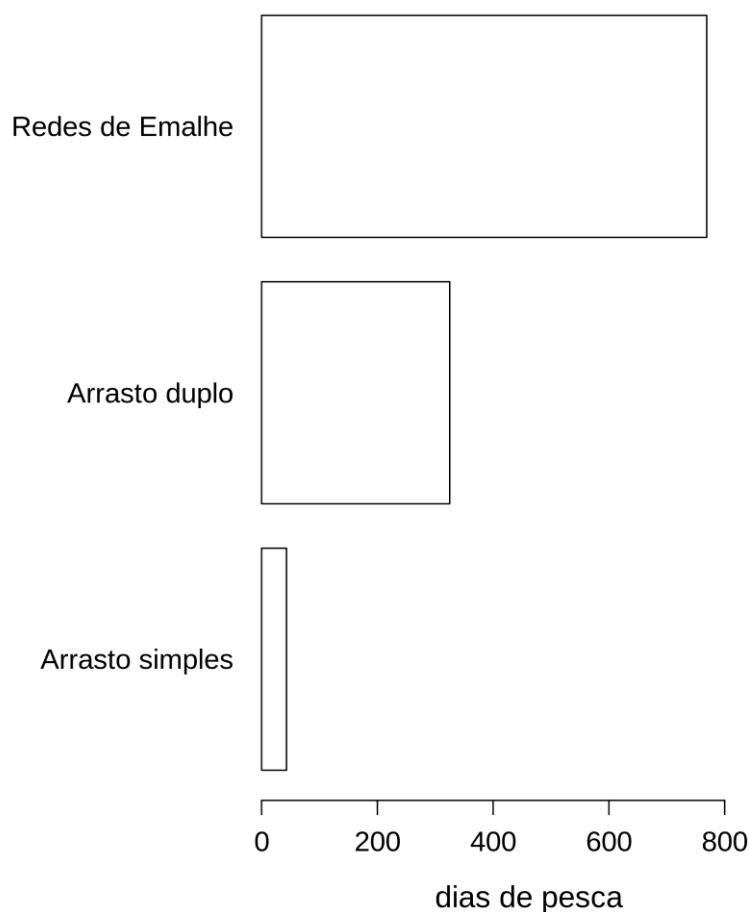 Redes de Emalhe
Arrasto duplo
Arrasto simples
0 200 400 600 800
dias de pesca